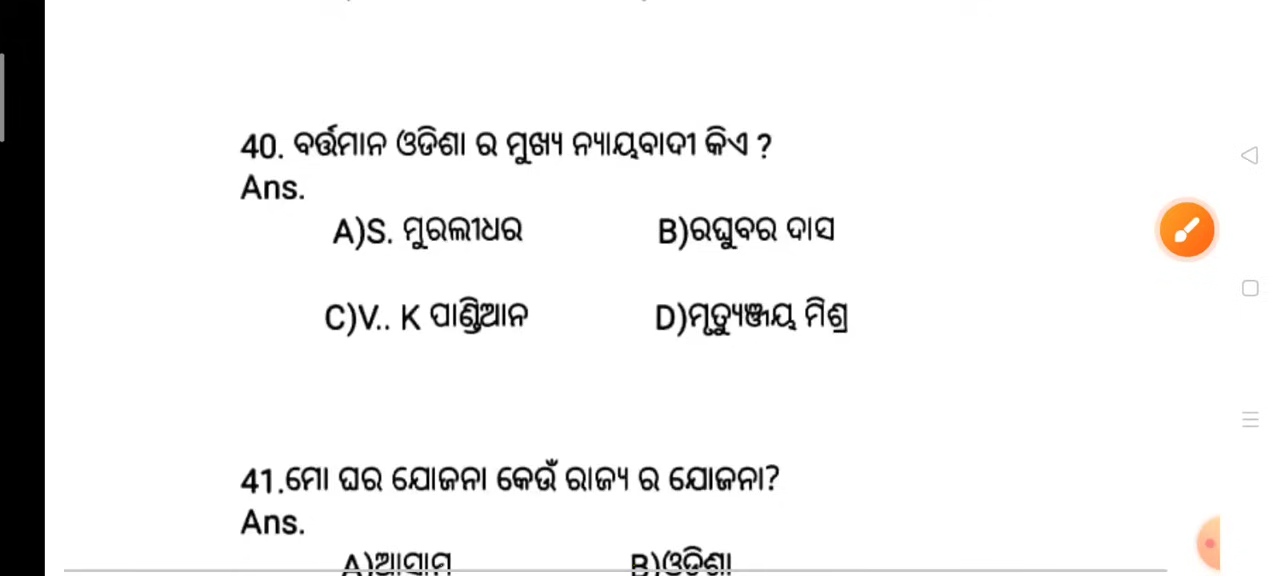 40. ବର୍ତ୍ତମାନ ଓଡିଶା ର ମୁଖ୍ୟ ନ୍ୟାୟବାଦୀ କିଏ ?
Ans.
A)S. ମୁରଲୀଧର B)ରଘୁବର ଦାସ
C)V.. K ପାଣ୍ଡିଆନ D)ମୃତ୍ୟୁଞ୍ଜୟ ମିଶ୍ର
41.ମୋ ଘର ଯୋଜନା କେଉଁ ରାଜ୍ୟ ର ଯୋଜନା?
Ans.
A)ଆସାମ B)ଓଡିଶା